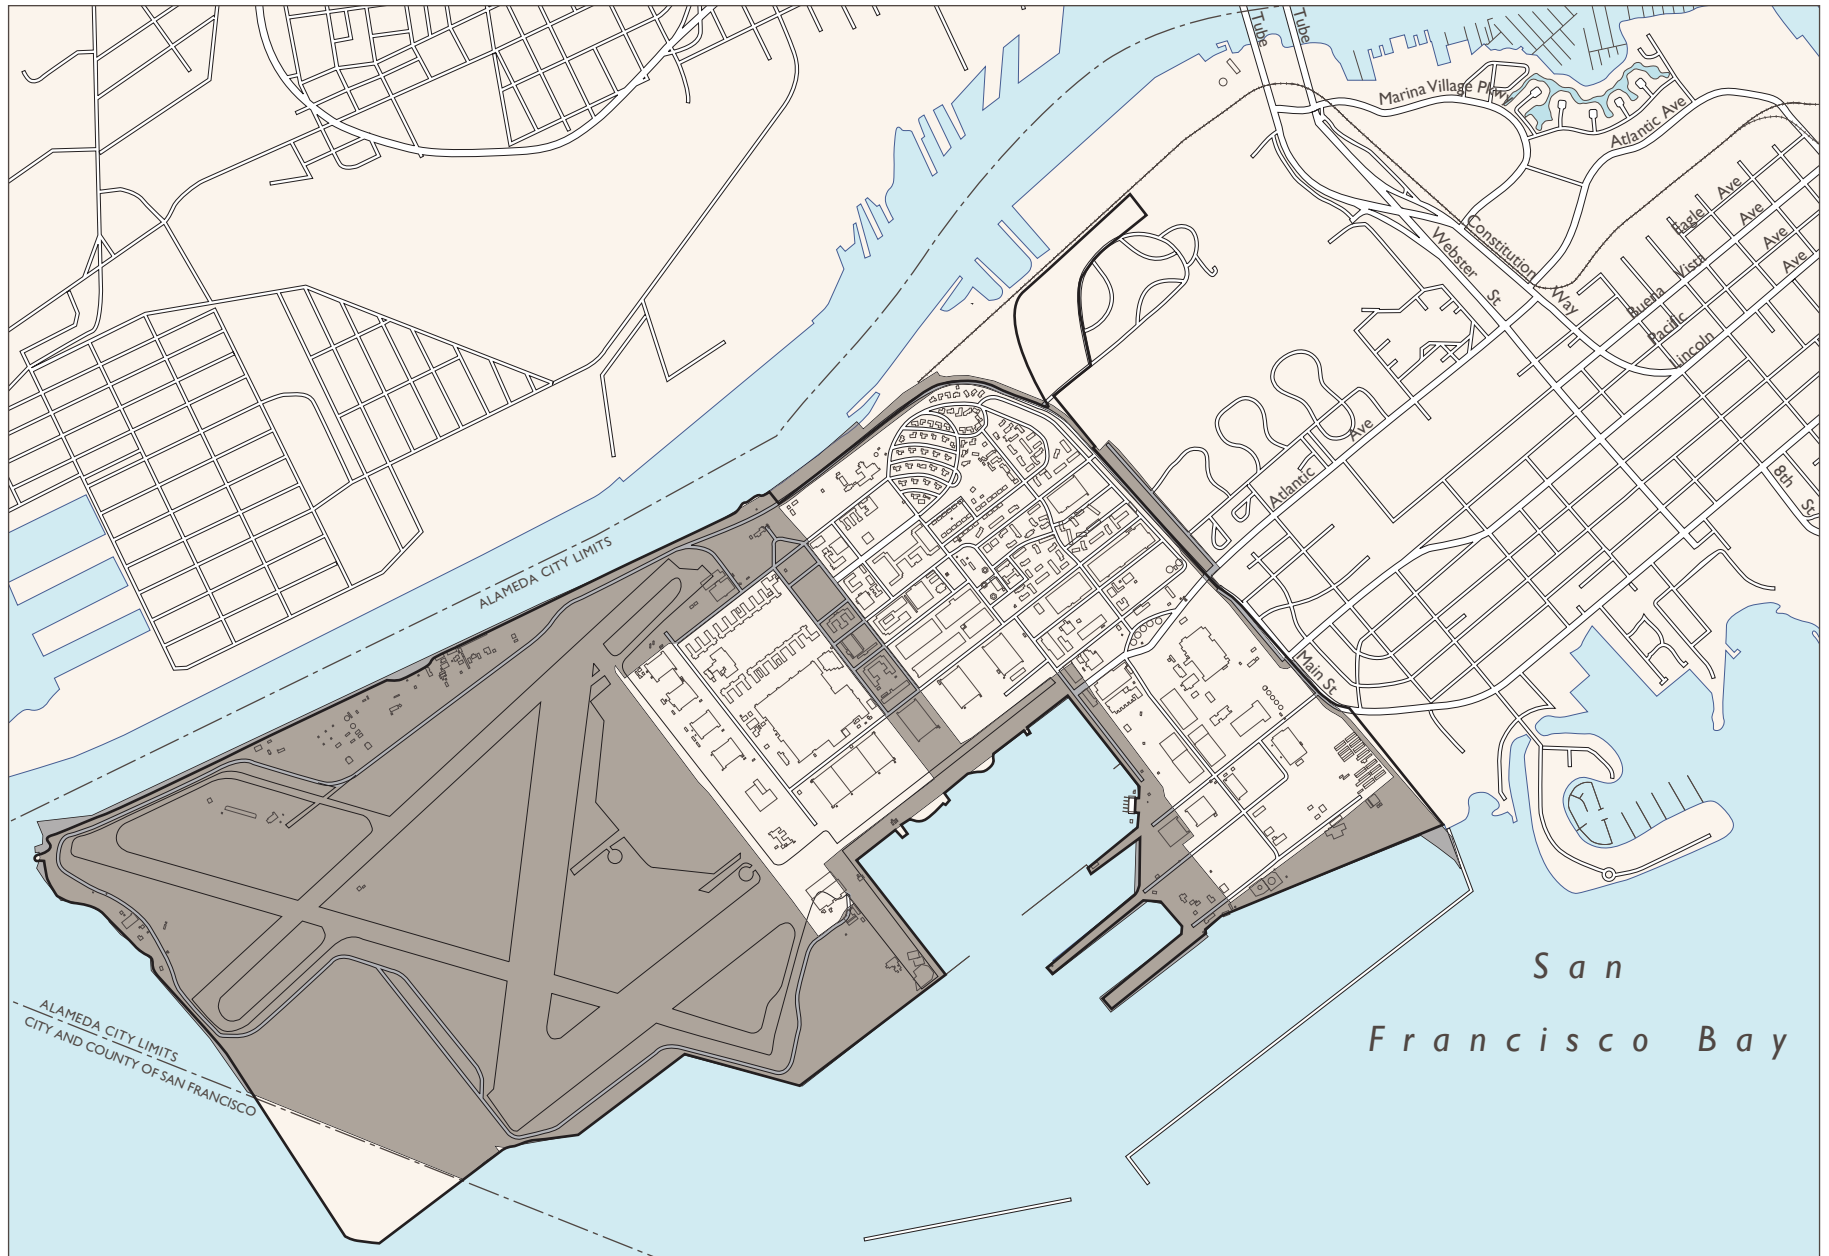 Tube
Tube
Marina Village Pkwy
Atlantic Ave
Eagle Ave
Buena Vista Ave
Pacific Ave
Lincoln Ave
Constitution Way
Webster St
8th St
Atlantic Ave
Main St
ALAMEDA CITY LIMITS
San
Francisco Bay
ALAMEDA CITY LIMITS
CITY AND COUNTY OF SAN FRANCISCO